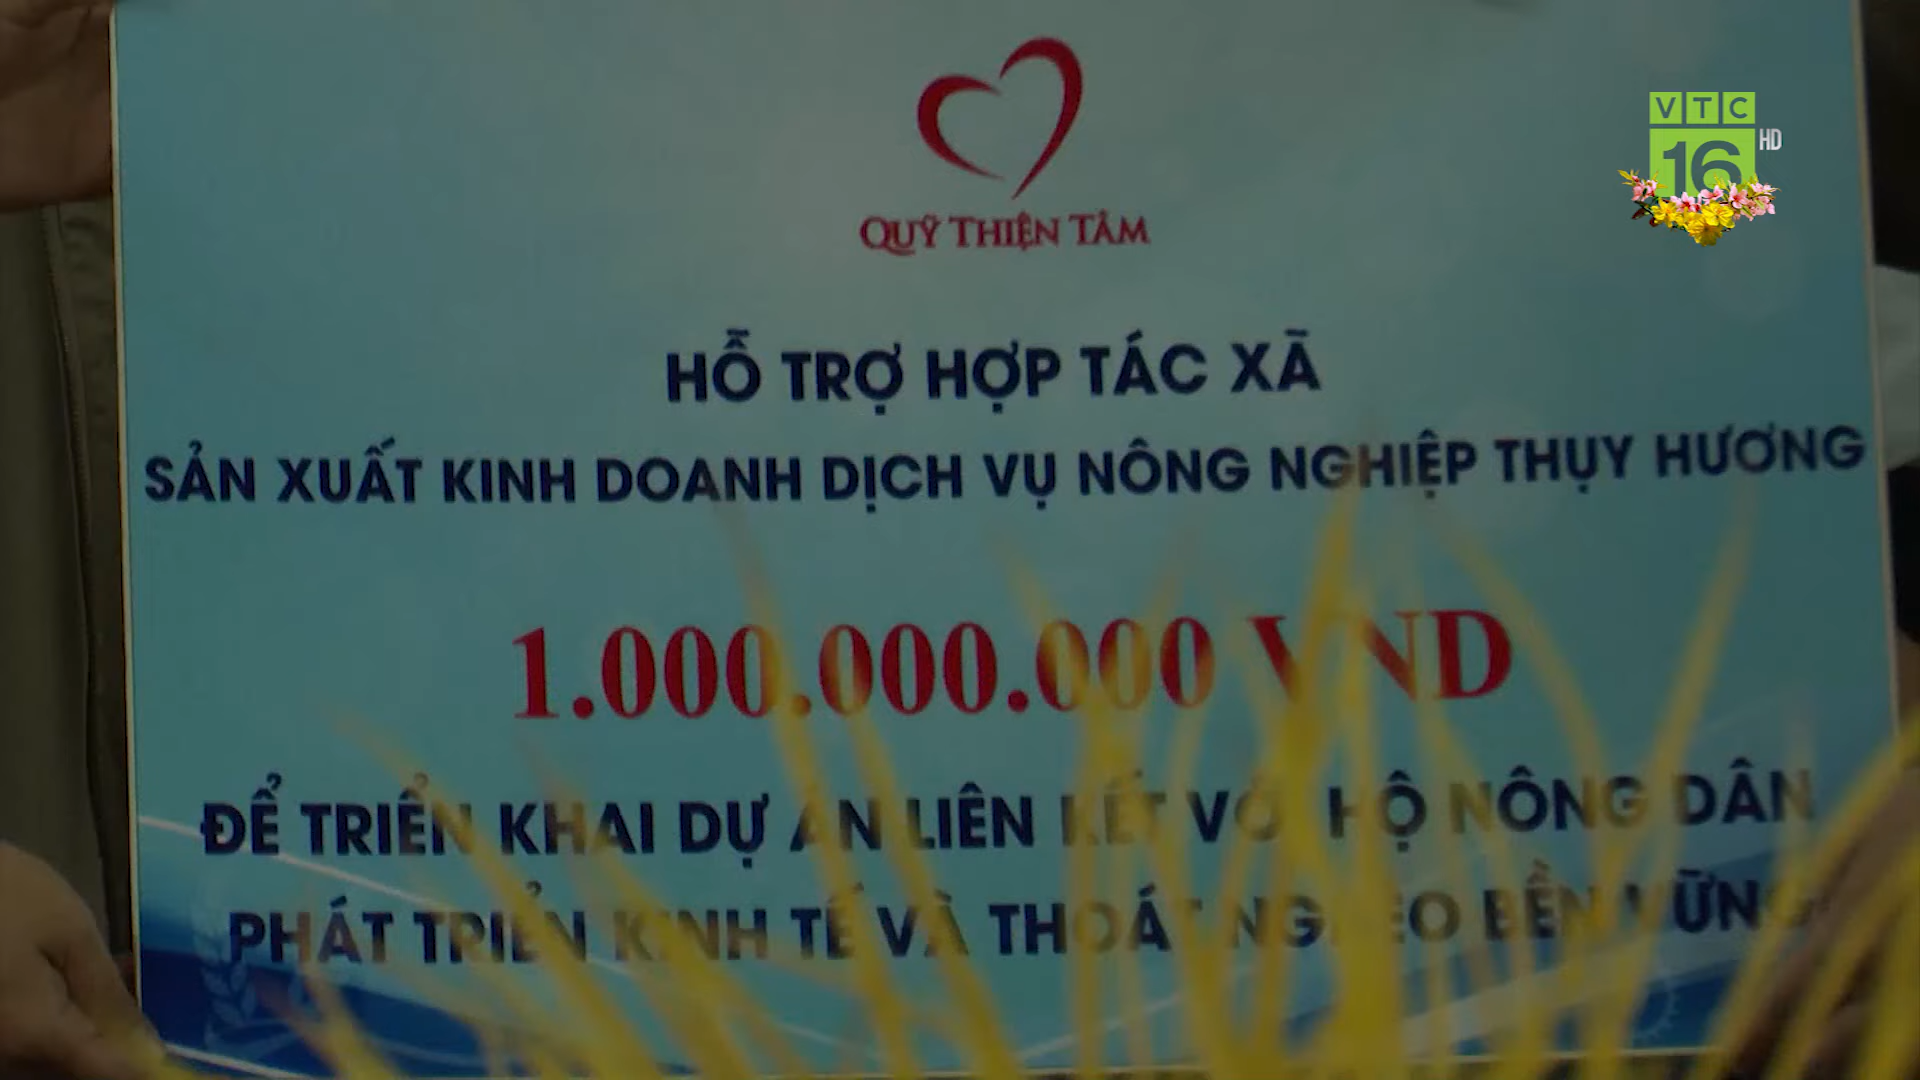 VTC
16 HD
QUỸ THIỆN TÂM
HỖ TRỢ HỢP TÁC XÃ
SẢN XUẤT KINH DOANH DỊCH VỤ NÔNG NGHIỆP THỤY HƯƠNG
1.000.000.000 VND
ĐỂ TRIỂN KHAI DỰ ÁN LIÊN KẾT VỚI HỘ NÔNG DÂN
PHÁT TRIỂN KINH TẾ VÀ THOÁT NGHÈO BỀN VỮNG